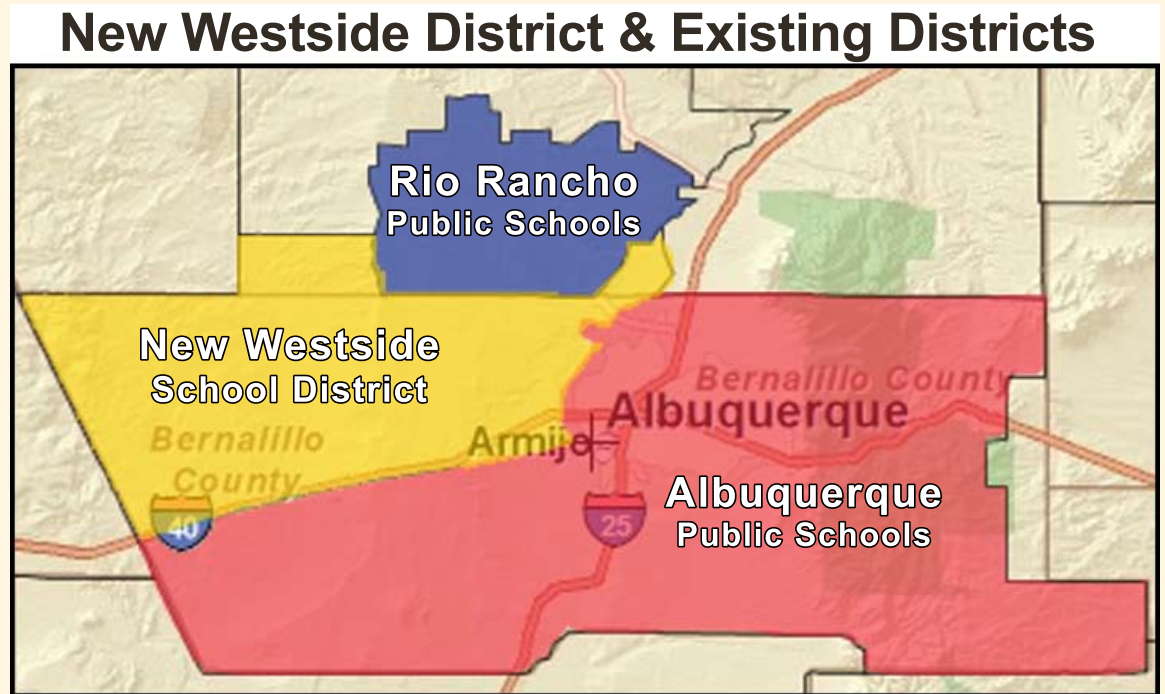 New Westside District & Existing Districts
Rio Rancho
Public Schools
New Westside
School District
Bernalillo County
Albuquerque
Bernalillo
County
Armijo
40
25
Albuquerque
Public Schools